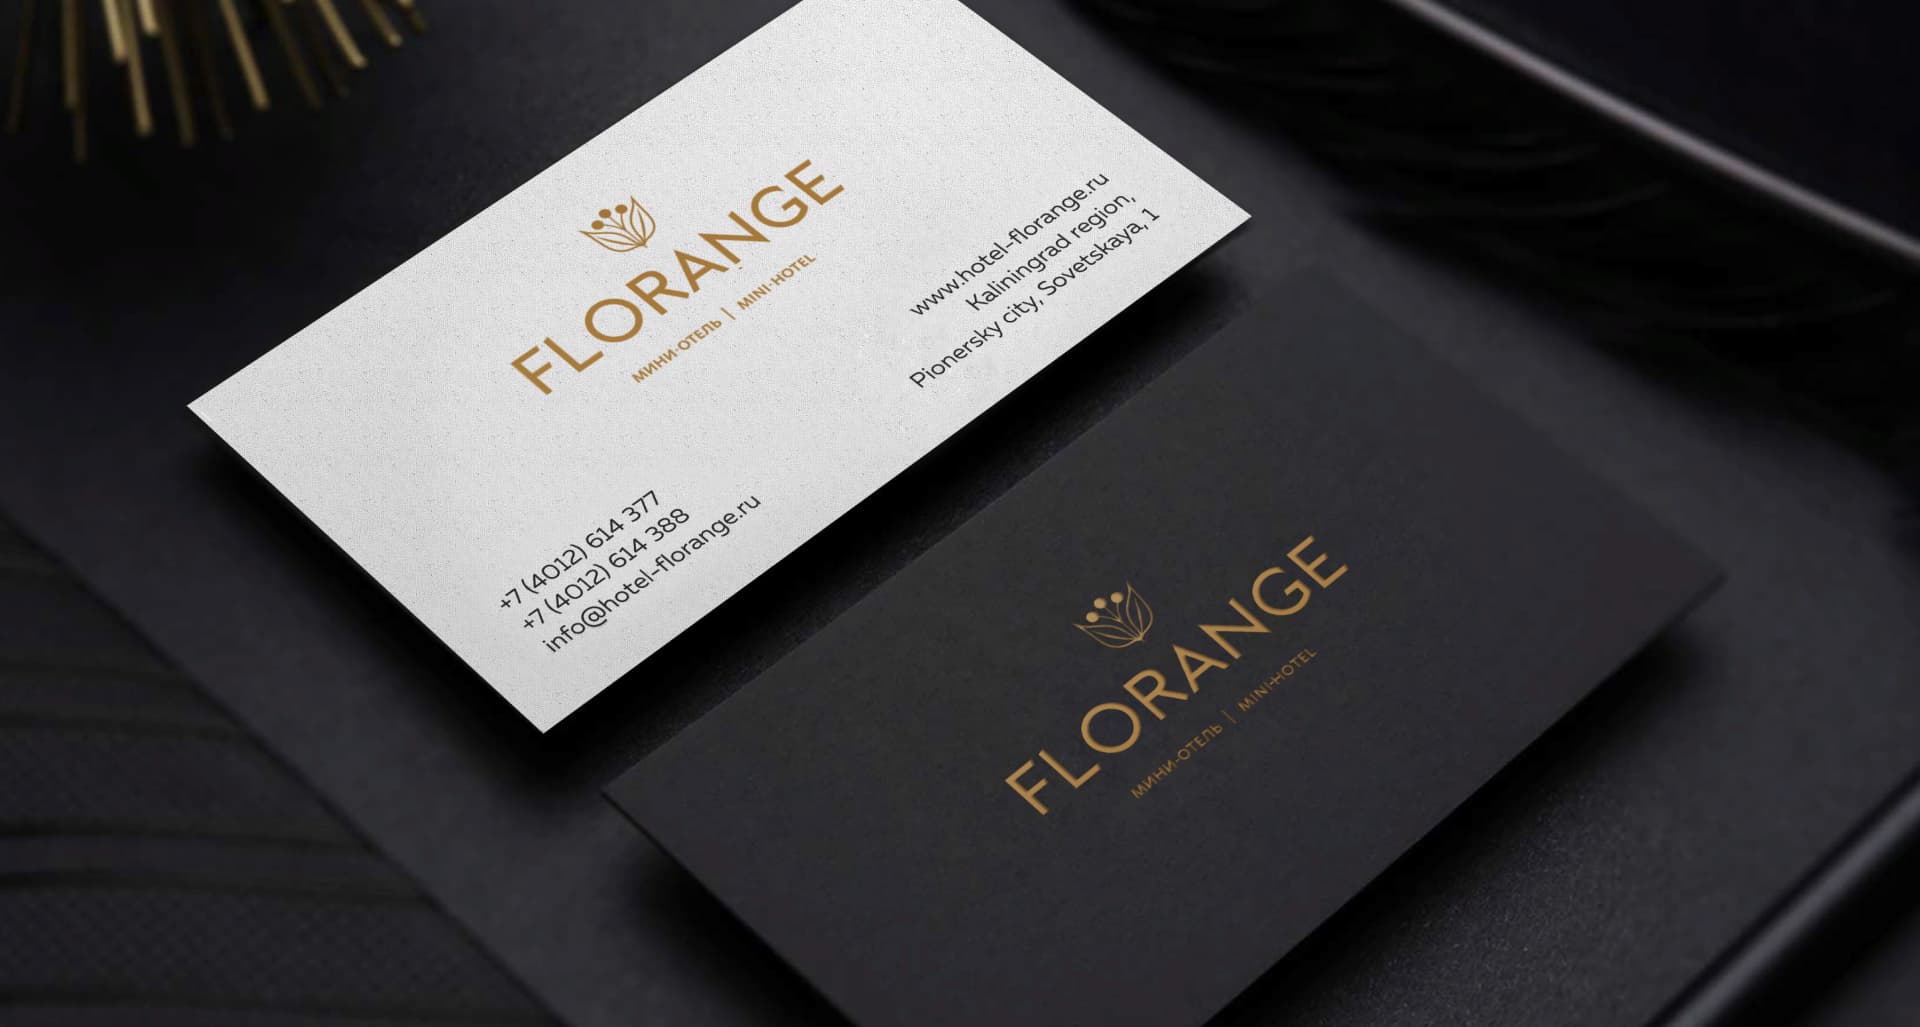 FLORANGE
МИНИ-ОТЕЛЬ | MINI-HOTEL
www.hotel-florange.ru
Kaliningrad region,
Pionersky city, Sovetskaya, 1
+7 (4012) 614 377
+7 (4012) 614 388
info@hotel-florange.ru
FLORANGE
МИНИ-ОТЕЛЬ | MINI-HOTEL